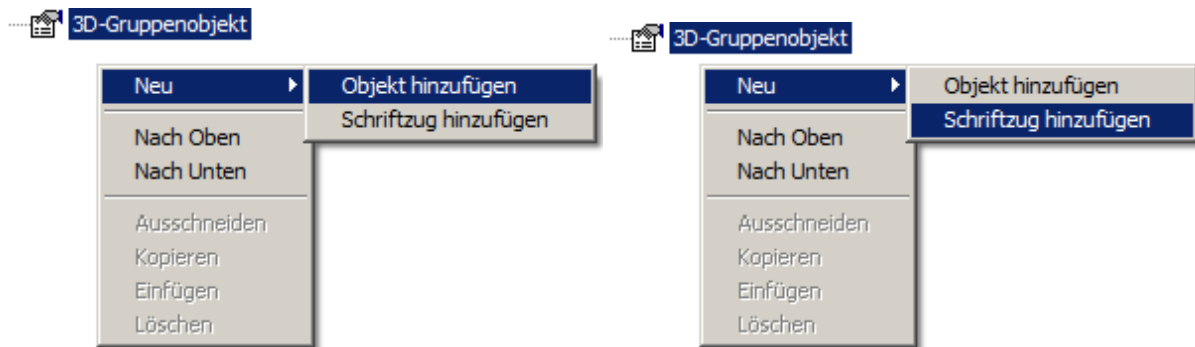 3D-Gruppenobjekt
Neu
Objekt hinzufügen
Schriftzug hinzufügen
Nach Oben
Nach Unten
Ausschneiden
Kopieren
Einfügen
Löschen
3D-Gruppenobjekt
Neu
Objekt hinzufügen
Schriftzug hinzufügen
Nach Oben
Nach Unten
Ausschneiden
Kopieren
Einfügen
Löschen